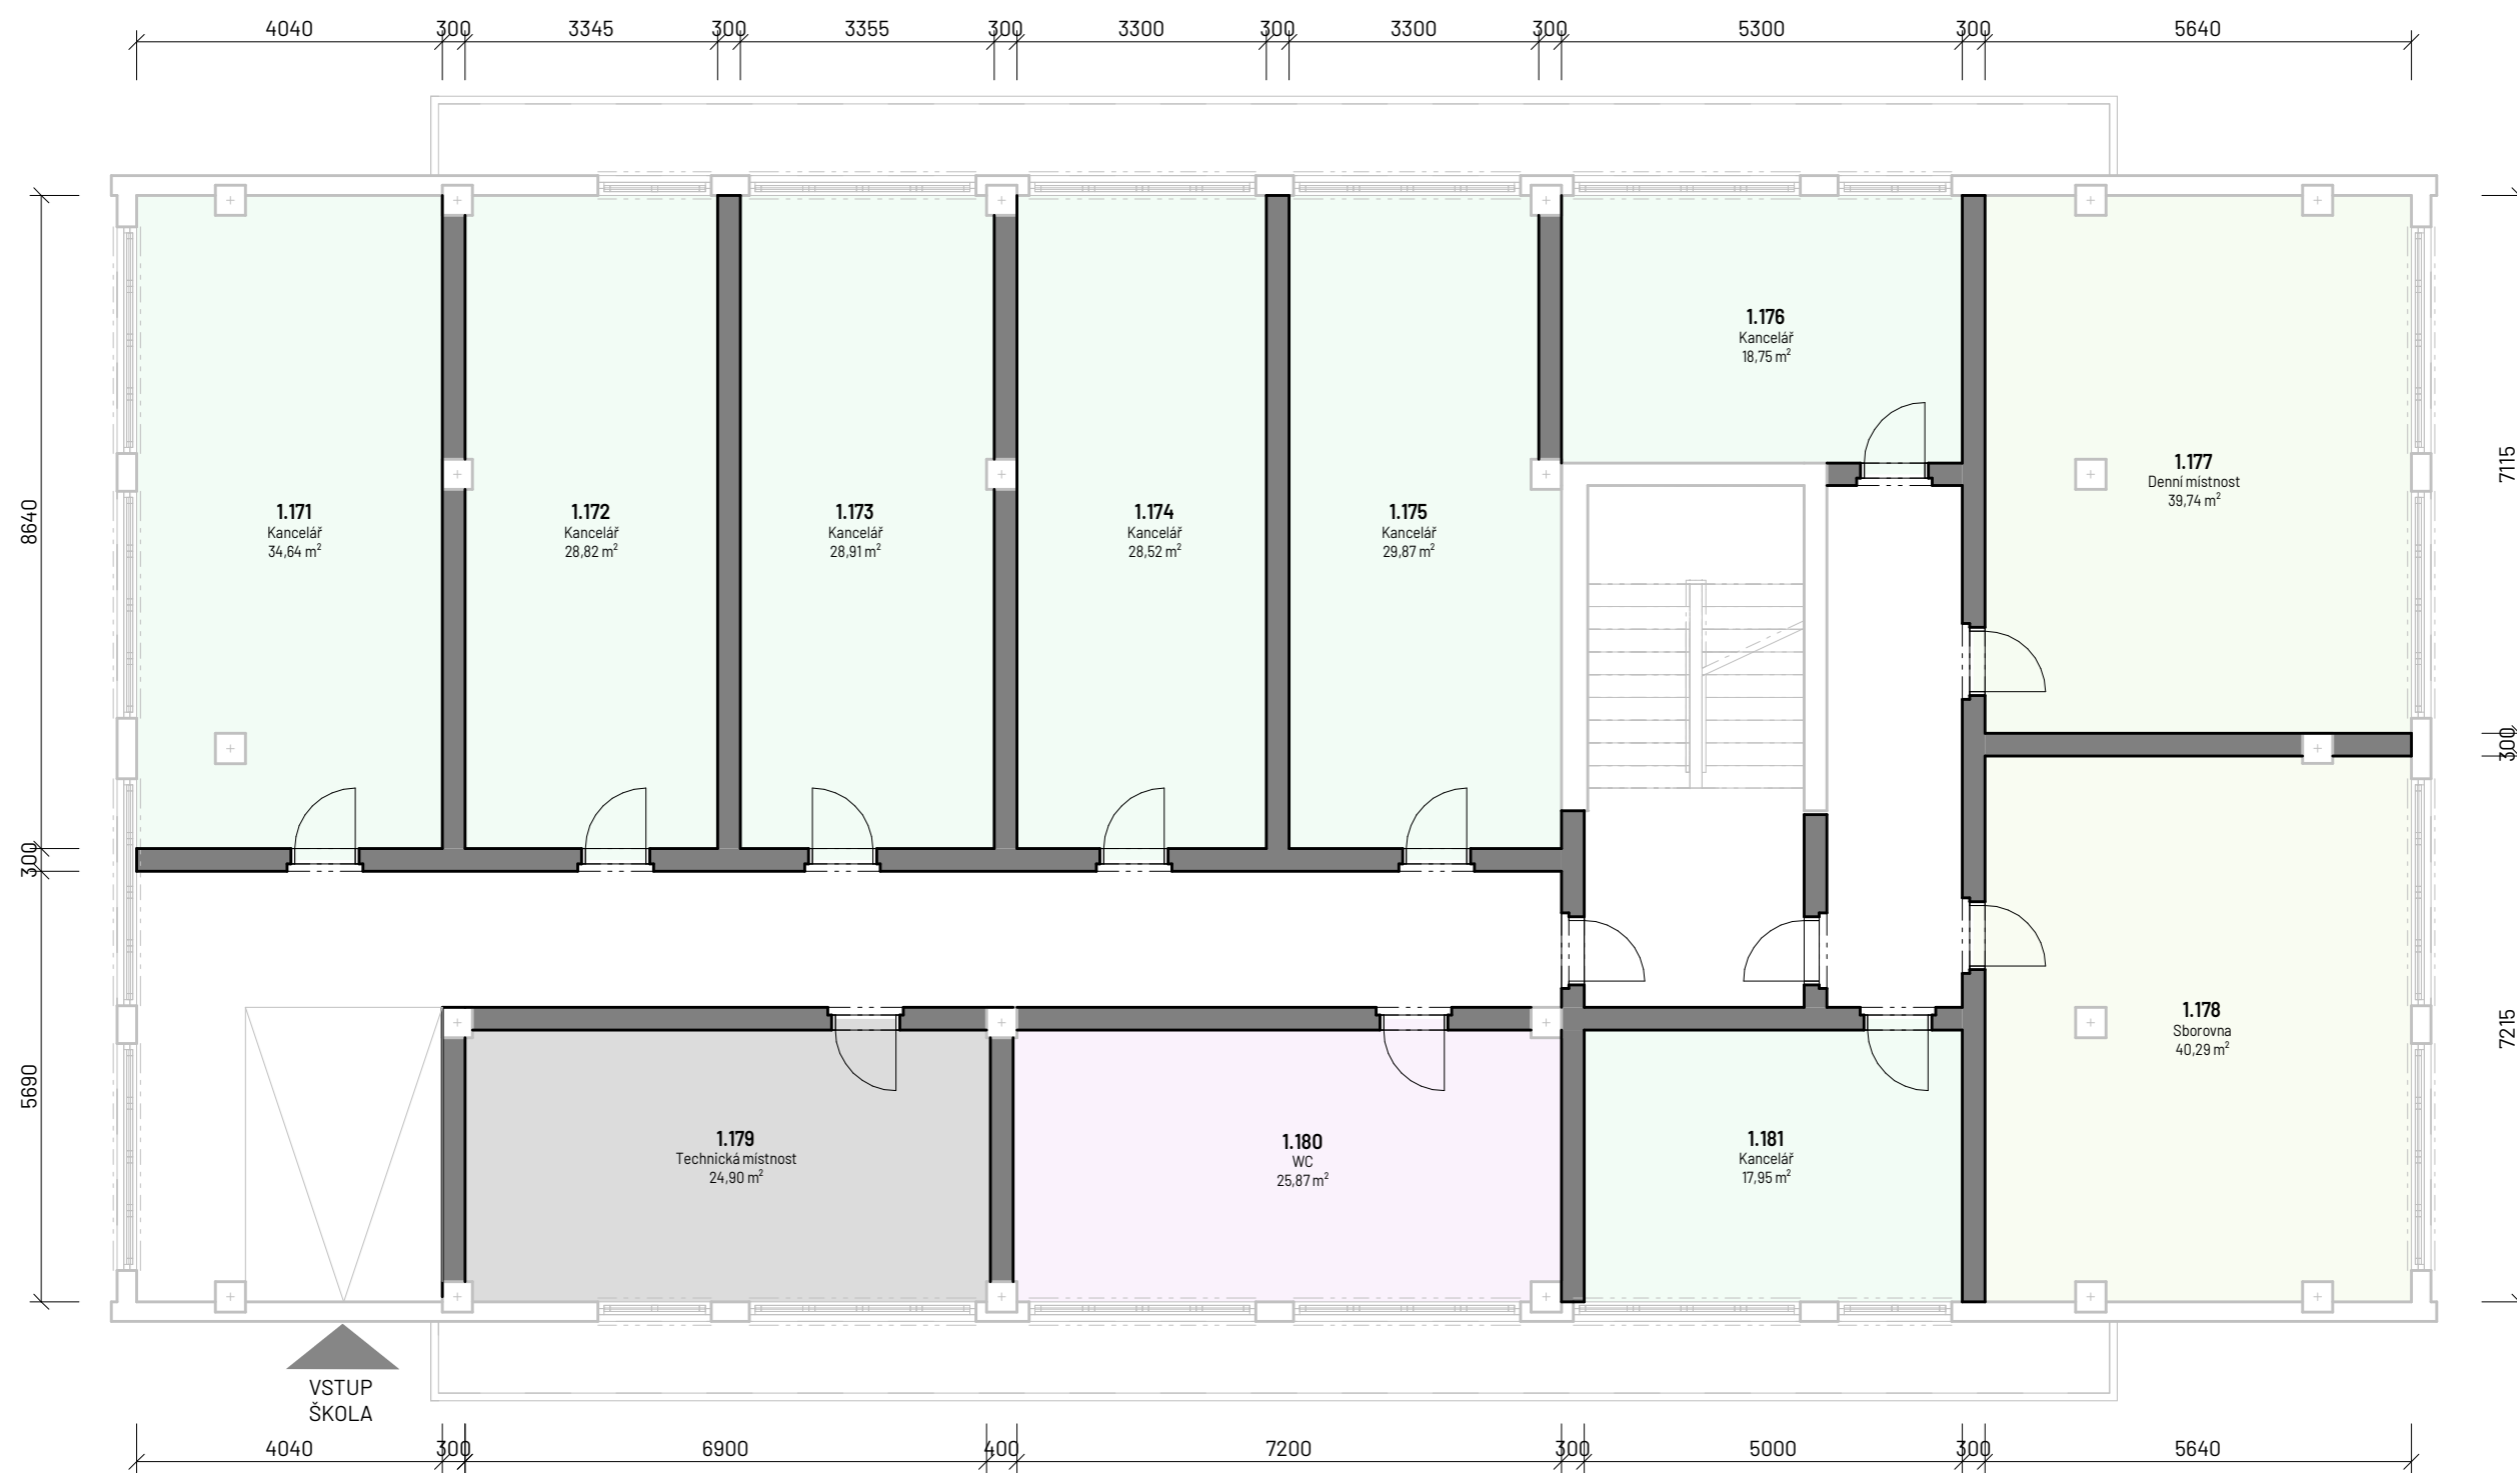 4040 300 3345 300 3355 300 3300 300 3300 300 5300 300 5640
8640
300
5690
1.171
Kancelář
34,64 m²
1.172
Kancelář
28,82 m²
1.173
Kancelář
28,91 m²
1.174
Kancelář
28,52 m²
1.175
Kancelář
29,87 m²
1.176
Kancelář
18,75 m²
1.177
Denní místnost
39,74 m²
7115
300
7215
1.178
Sborovna
40,29 m²
1.179
Technická místnost
24,90 m²
1.180
WC
25,87 m²
1.181
Kancelář
17,95 m²
VSTUP
ŠKOLA
4040 300 6900 400 7200 300 5000 300 5640